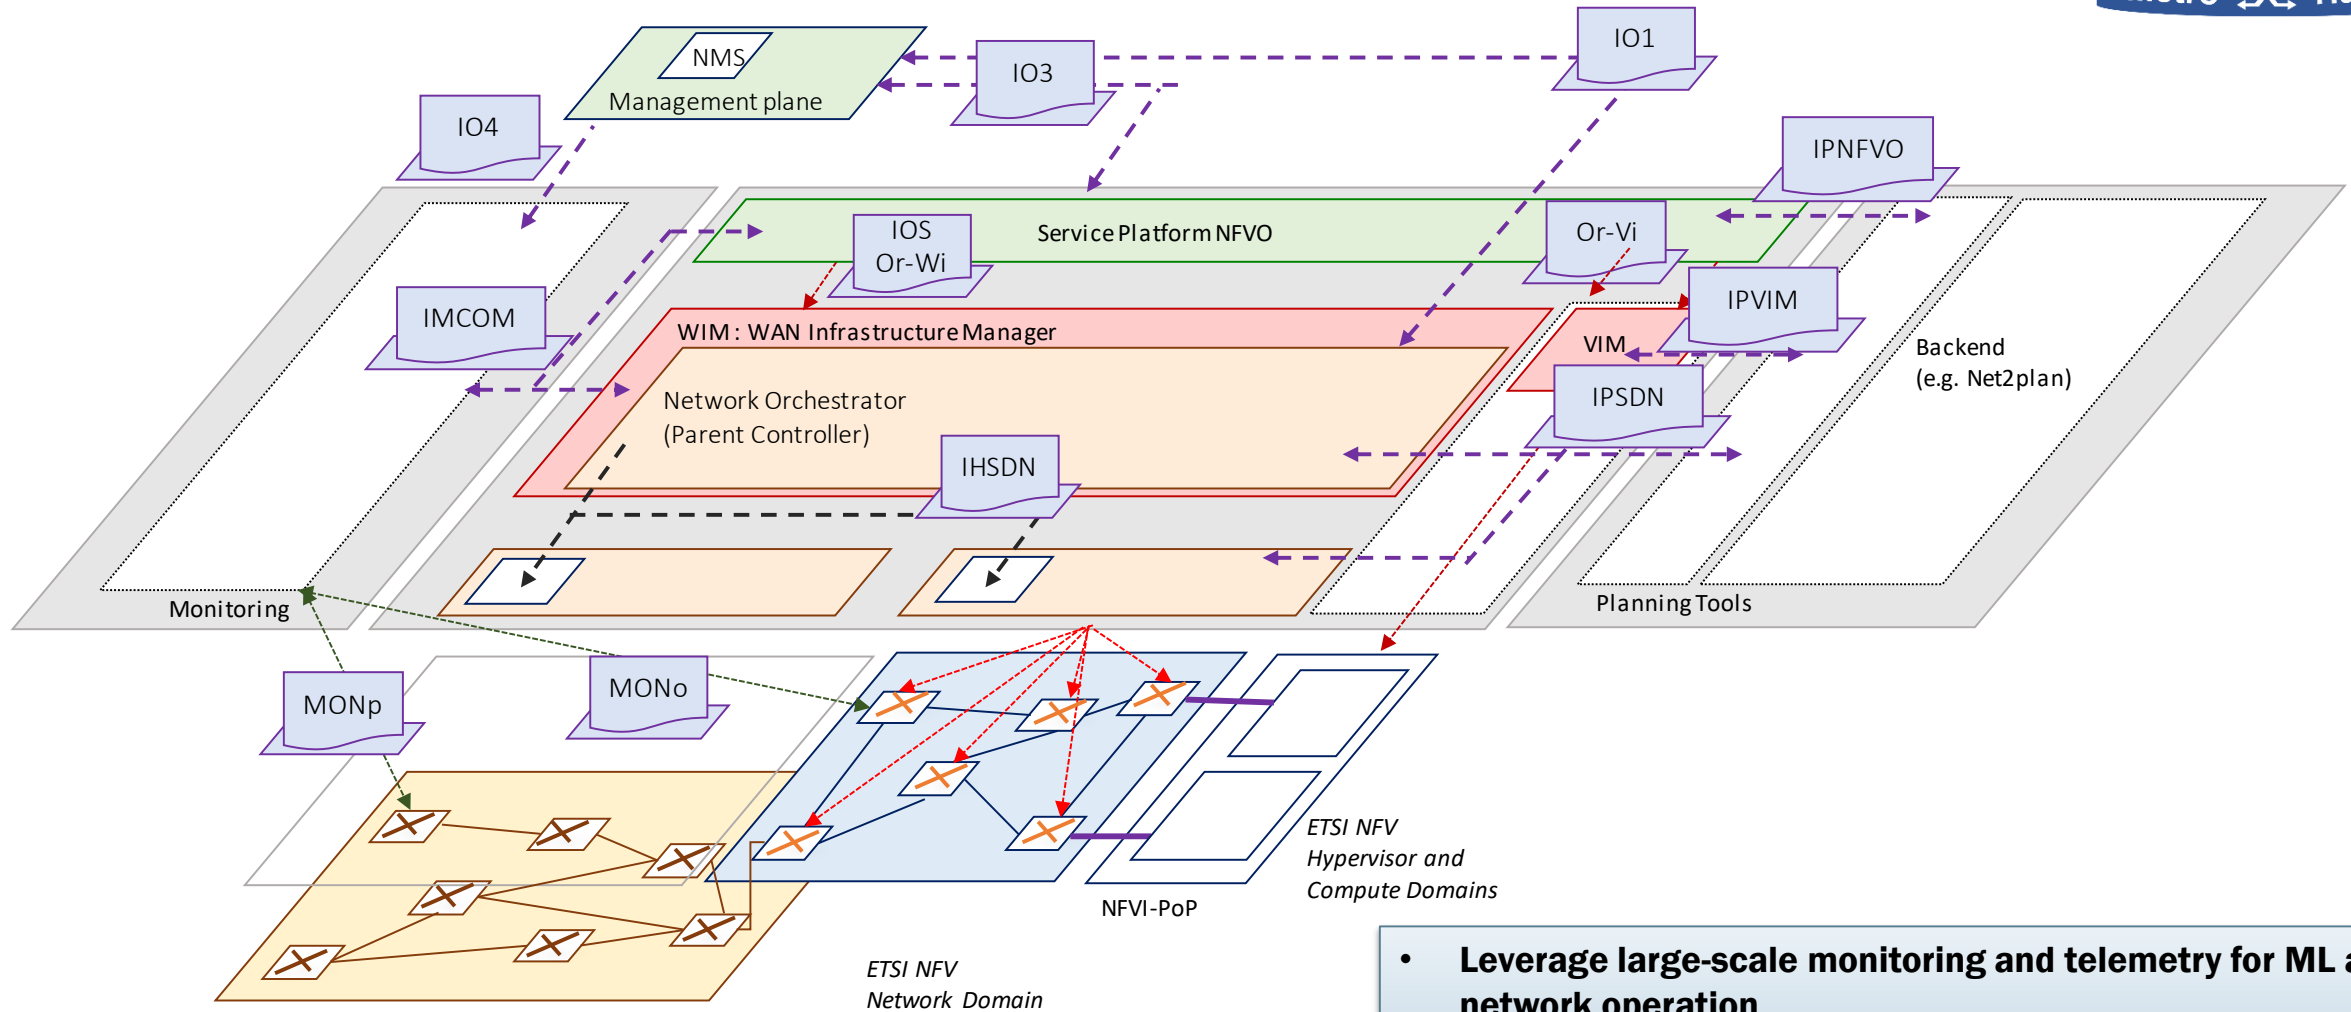 NMS
Management plane
IO3
IO1
IO4
IPNFVO
IOS
Or-Wi
Service Platform NFVO
Or-Vi
IMCOM
WIM : WAN Infrastructure Manager
VIM
IPVIM
Backend
(e.g. Net2plan)
Network Orchestrator
(Parent Controller)
IPSDN
IHSDN
Monitoring
Planning Tools
MONp
MONo
ETSI NFV
Hypervisor and
Compute Domains
NFVI-PoP
ETSI NFV
Network Domain
• Leverage large-scale monitoring and telemetry for ML
network operation